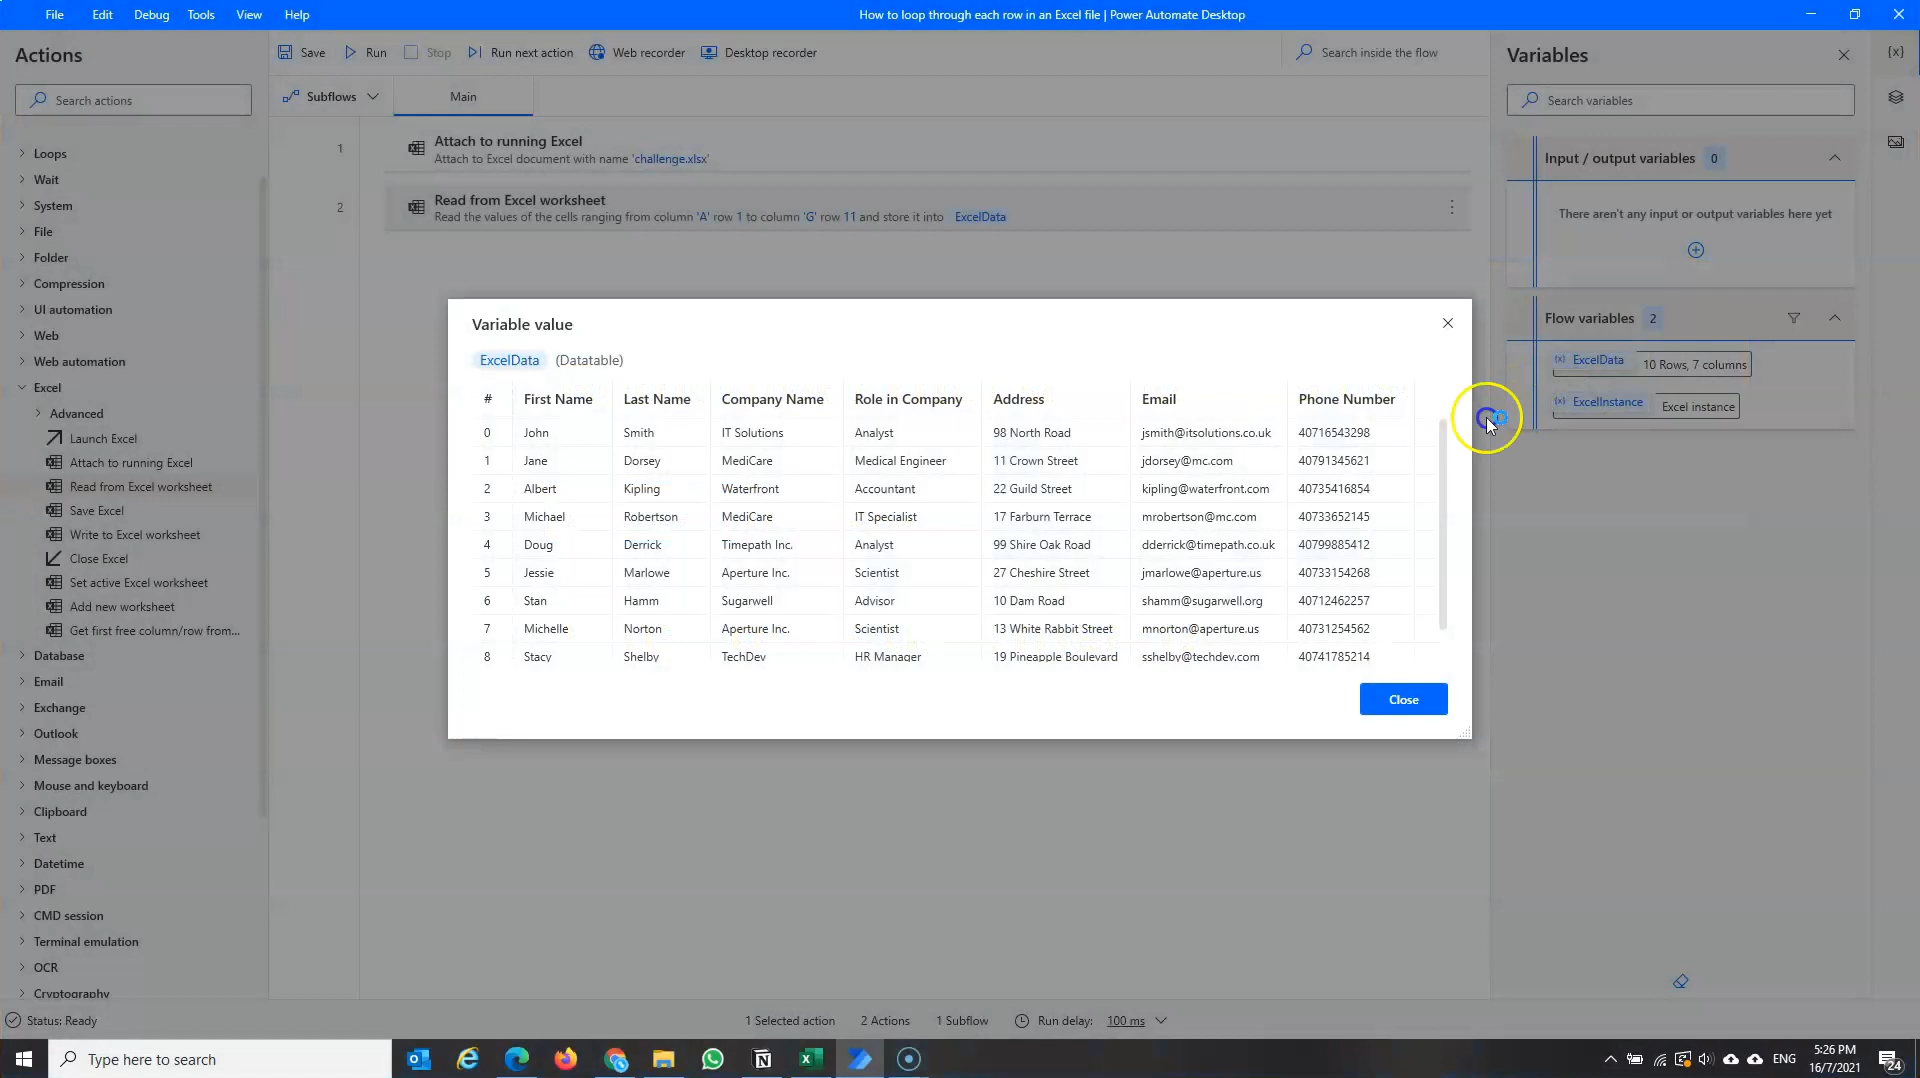 File Edit Debug Tools View Help
How to loop through each row in an Excel file | Power Automate Desktop
Actions
Search actions
Loops
Wait
System
File
Folder
Compression
UI automation
Web
Web automation
Excel
Advanced
Launch Excel
Attach to running Excel
Read from Excel worksheet
Save Excel
Write to Excel worksheet
Close Excel
Set active Excel worksheet
Add new worksheet
Get first free column/row from...
Database
Email
Exchange
Outlook
Message boxes
Mouse and keyboard
Clipboard
Text
Datetime
PDF
CMD session
Terminal emulation
OCR
Cryptography
Save Run Stop Run next action Web recorder Desktop recorder Search inside the flow
Subflows Main
1 Attach to running Excel
Attach to Excel document with name 'challenge.xlsx'
2 Read from Excel worksheet
Read the values of the cells ranging from column 'A' row 1 to column 'G' row 11 and store it into ExcelData
Variable value
ExcelData (Datatable)
# First Name Last Name Company Name Role in Company Address Email Phone Number
0 John Smith IT Solutions Analyst 98 North Road jsmith@itsolutions.co.uk 40716543298
1 Jane Dorsey MediCare Medical Engineer 11 Crown Street jdorsey@mc.com 40791345621
2 Albert Kipling Waterfront Accountant 22 Guild Street kipling@waterfront.com 40735416854
3 Michael Robertson MediCare IT Specialist 17 Farburn Terrace mrobertson@mc.com 40733652145
4 Doug Derrick Timepath Inc. Analyst 99 Shire Oak Road dderrick@timepath.co.uk 40799885412
5 Jessie Marlowe Aperture Inc. Scientist 27 Cheshire Street jmarlowe@aperture.us 40733154268
6 Stan Hamm Sugarwell Advisor 10 Dam Road shamm@sugarwell.org 40712462257
7 Michelle Norton Aperture Inc. Scientist 13 White Rabbit Street mnorton@aperture.us 40731254562
8 Stacy Shelby TechDev HR Manager 19 Pineapple Boulevard sshelby@techdev.com 40741785214
Close
Variables
{x}
Search variables
Input / output variables 0
There aren't any input or output variables here yet
Flow variables 2
(x) ExcelData 10 Rows, 7 columns
(x) ExcelInstance Excel instance
Status: Ready 1 Selected action 2 Actions 1 Subflow Run delay: 100 ms
Type here to search
ENG
5:26 PM
16/7/2021
24